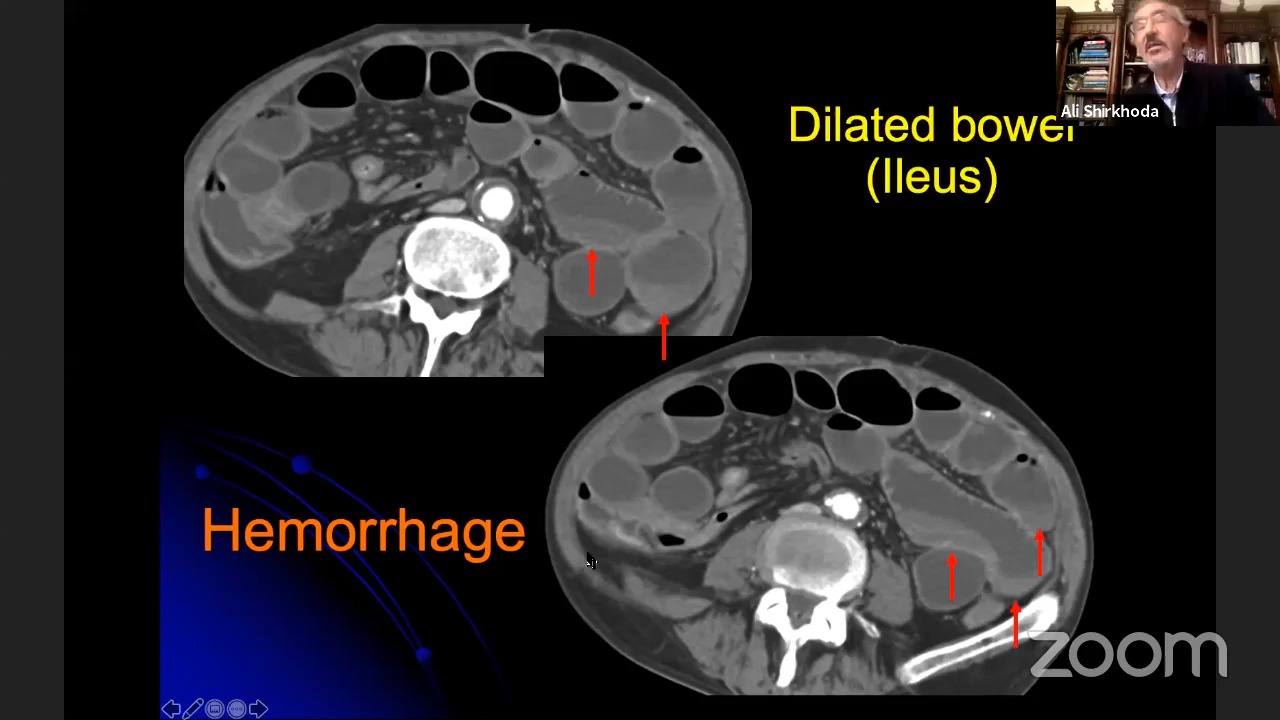 Ali Shirkhoda
Dilated bowel
(Ileus)
Hemorrhage
zoom